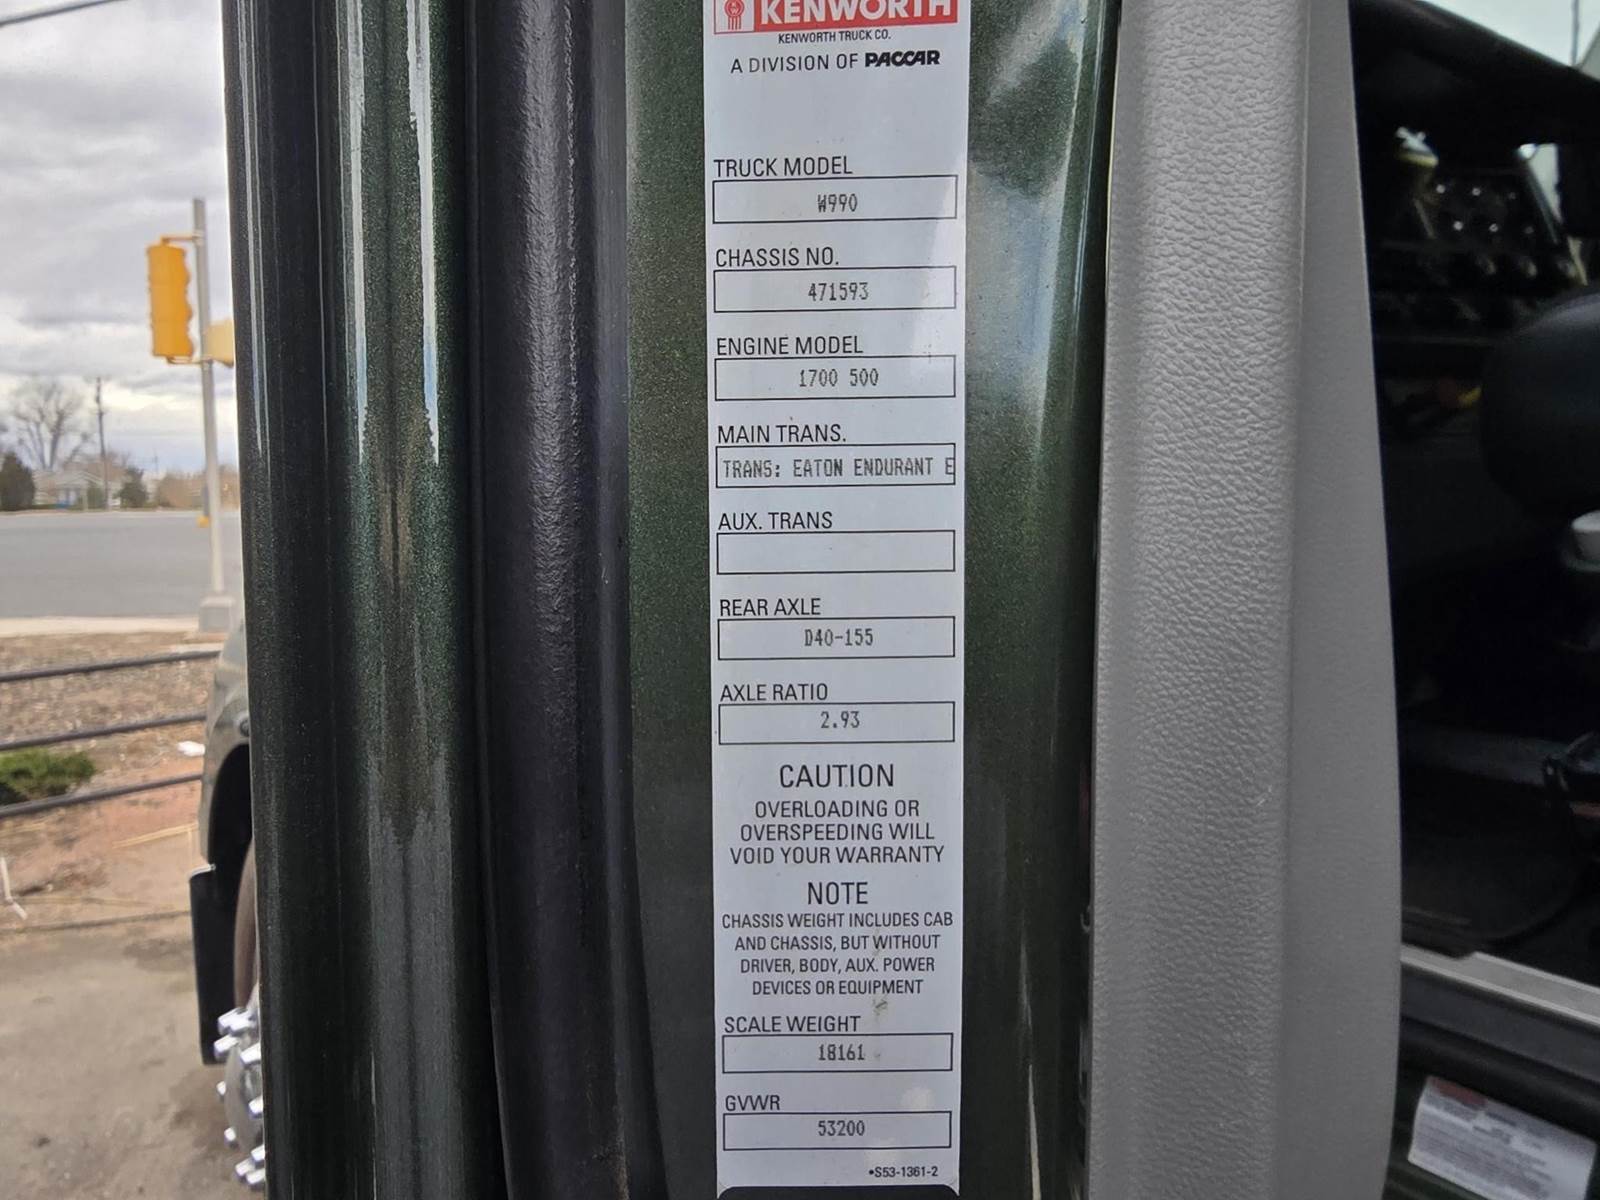 KENWORTH
KENWORTH TRUCK CO.
A DIVISION OF PACCAR
TRUCK MODEL
W990
CHASSIS NO.
471593
ENGINE MODEL
1700 500
MAIN TRANS.
TRANS: EATON ENDURANT E
AUX. TRANS
REAR AXLE
D40-155
AXLE RATIO
2.93
CAUTION
OVERLOADING OR
OVERSPEEDING WILL
VOID YOUR WARRANTY
NOTE
CHASSIS WEIGHT INCLUDES CAB
AND CHASSIS, BUT WITHOUT
DRIVER, BODY, AUX. POWER
DEVICES OR EQUIPMENT
SCALE WEIGHT
18161
GVWR
53200
•S53-1361-2